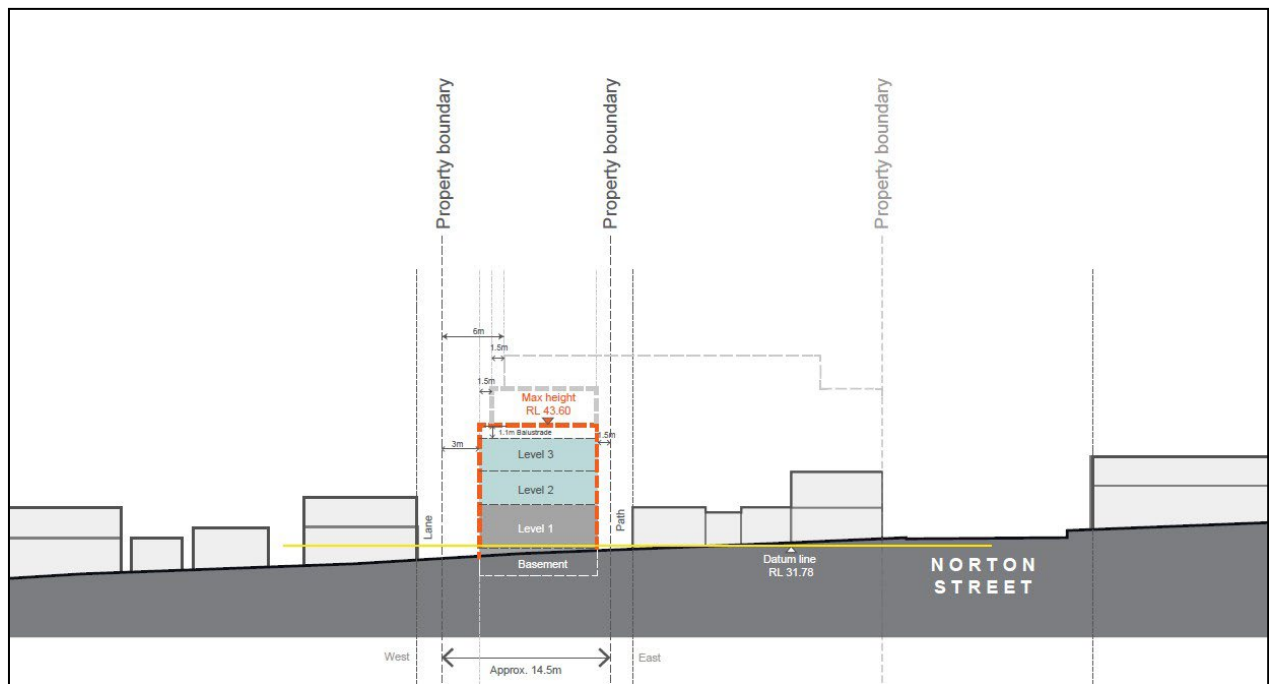 Property boundary
Property boundary
Property boundary
6m
1.5m
1.5m
Max height
RL 43.60
1.1m Balustrade
1.5m
3m
Level 3
Level 2
Level 1
Lane
Path
Basement
Datum line
RL 31.78
NORTON
STREET
West
East
Approx. 14.5m